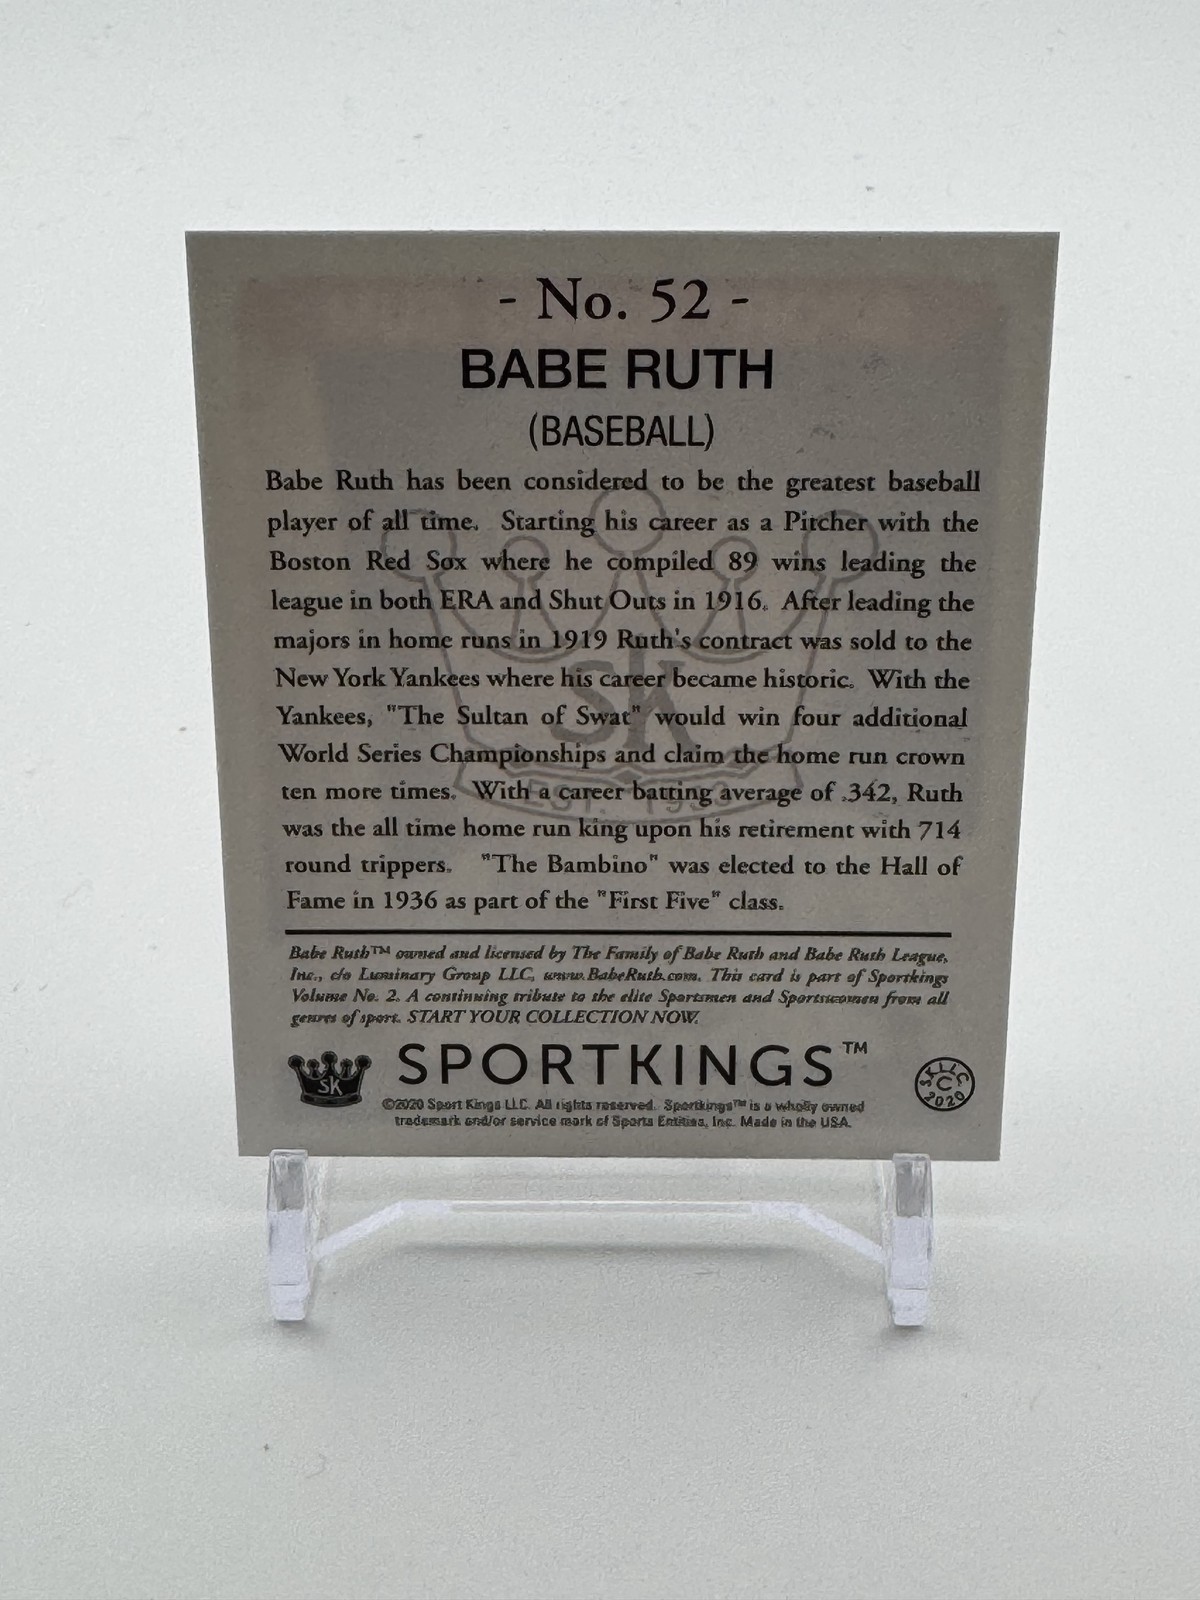 - No. 52 -
BABE RUTH
(BASEBALL)
Babe Ruth has been considered to be the greatest baseball
player of all time. Starting his career as a Pitcher with the
Boston Red Sox where he compiled 89 wins leading the
league in both ERA and Shut Outs in 1916. After leading the
majors in home runs in 1919 Ruth's contract was sold to the
New York Yankees where his career became historic. With the
Yankees, "The Sultan of Swat" would win four additional
World Series Championships and claim the home run crown
ten more times. With a career batting average of .342, Ruth
was the all time home run king upon his retirement with 714
round trippers. "The Bambino" was elected to the Hall of
Fame in 1936 as part of the "First Five" class.
SK
EST. 1933
Babe Ruth™ owned and licensed by The Family of Babe Ruth and Babe Ruth League,
Inc., c/o Luminary Group LLC, www.BabeRuth.com. This card is part of Sportkings
Volume No. 2. A continuing tribute to the elite Sportsmen and Sportswomen from all
genres of sport. START YOUR COLLECTION NOW.
SK
SPORTKINGS™
SKLLC
C
2020
©2020 Sport Kings LLC. All rights reserved. Sportkings™ is a wholly owned
trademark and/or service mark of Sports Entities, Inc. Made in the USA.